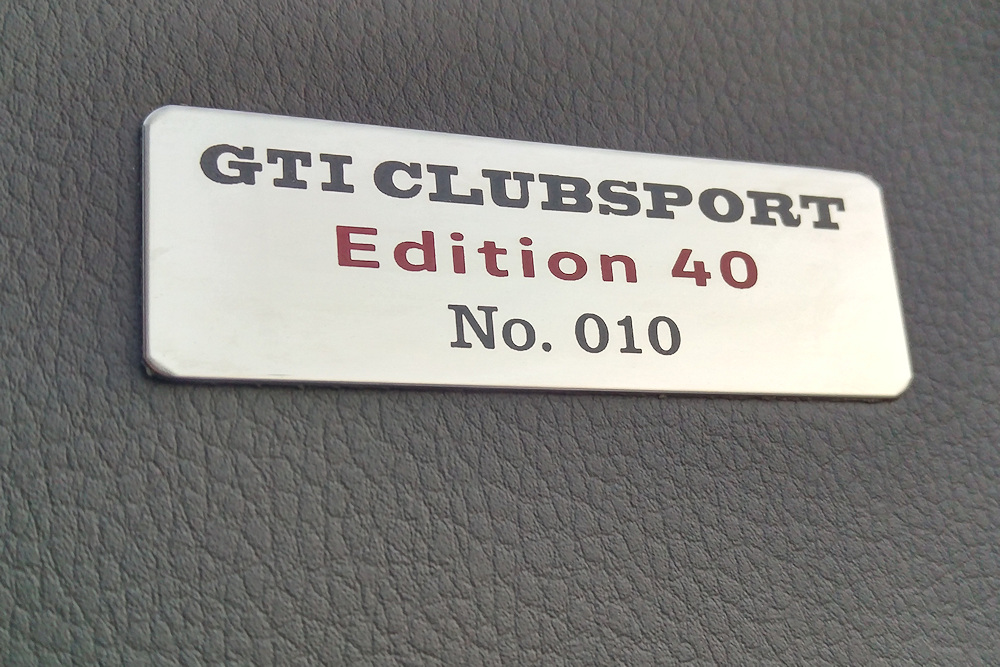 GTI CLUBSPORT
Edition 40
No. 010